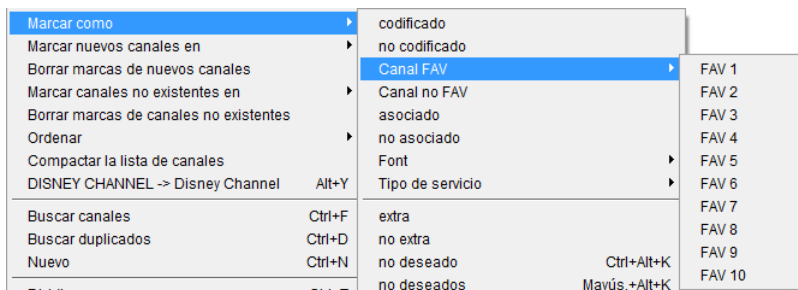 Marcar como
Marcar nuevos canales en
Borrar marcas de nuevos canales
Marcar canales no existentes en
Borrar marcas de canales no existentes
Ordenar
Compactar la lista de canales
DISNEY CHANNEL -> Disney Channel Alt+Y
Buscar canales Ctrl+F
Buscar duplicados Ctrl+D
Nuevo Ctrl+N
codificado
no codificado
Canal FAV
Canal no FAV
asociado
no asociado
Font
Tipo de servicio
extra
no extra
no deseado Ctrl+Alt+K
no deseados Mayús.+Alt+K
FAV 1
FAV 2
FAV 3
FAV 4
FAV 5
FAV 6
FAV 7
FAV 8
FAV 9
FAV 10